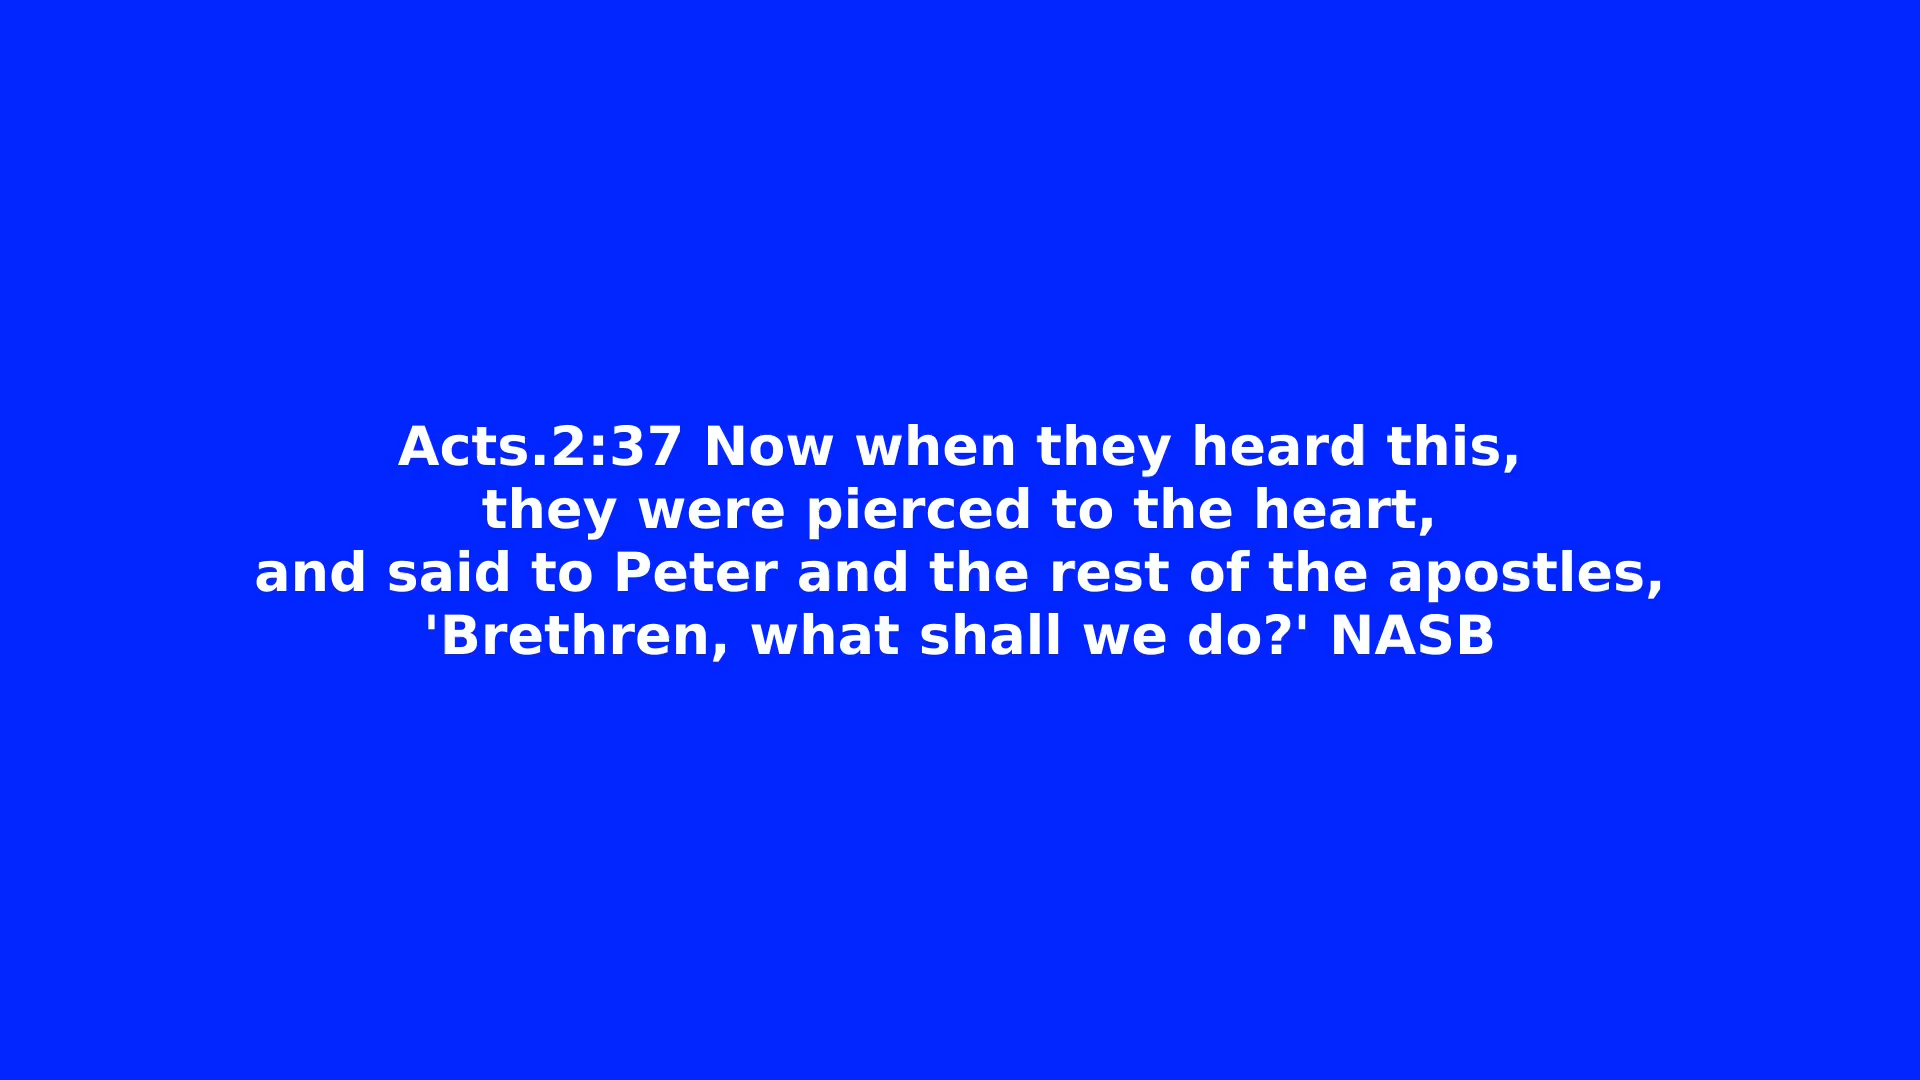 Acts.2:37 Now when they heard this,
they were pierced to the heart,
and said to Peter and the rest of the apostles,
'Brethren, what shall we do?' NASB